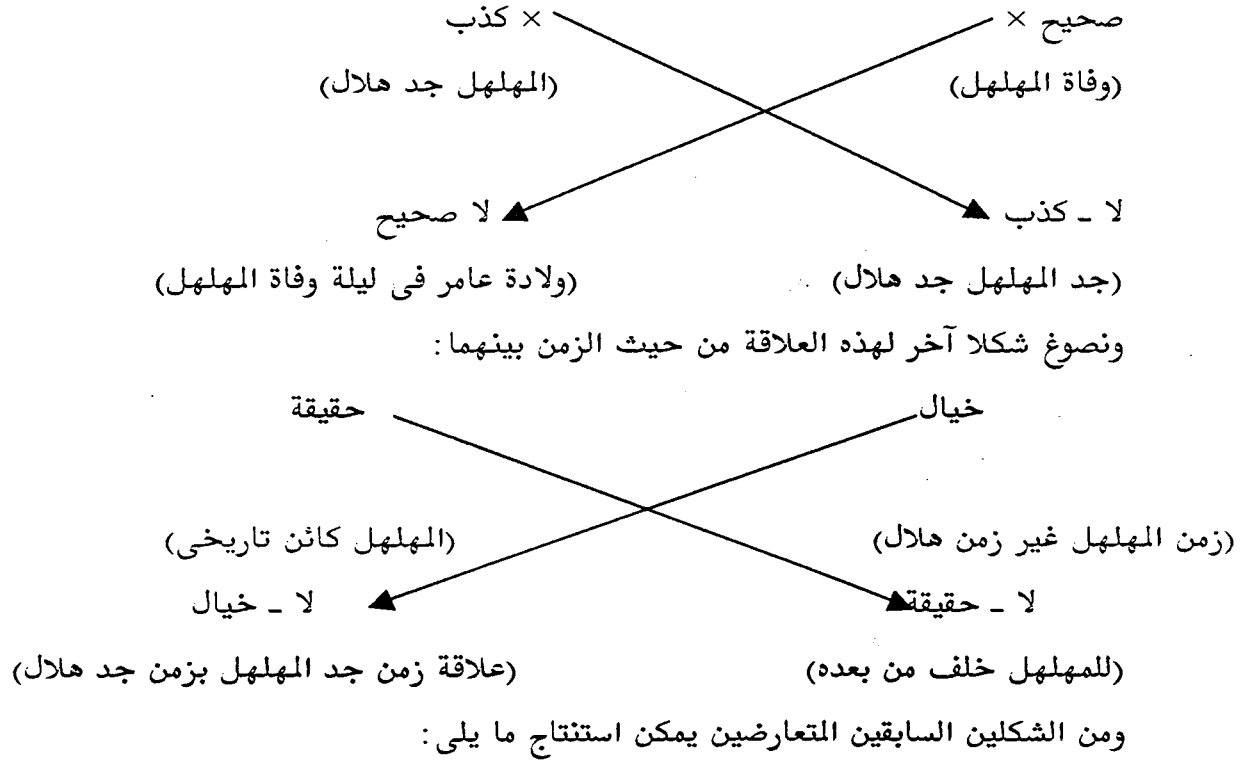 صحيح × × كذب
(وفاة المهلهل) (المهلهل جد هلال)
لا ـ كذب لا صحيح
(جد المهلهل جد هلال) (ولادة عامر فى ليلة وفاة المهلهل)
ونصوغ شكلا آخر لهذه العلاقة من حيث الزمن بينهما:
خيال حقيقة
(زمن المهلهل غير زمن هلال) (المهلهل كائن تاريخى)
لا ـ حقيقة لا ـ خيال
(للمهلهل خلف من بعده) (علاقة زمن جد المهلهل بزمن جد هلال)
ومن الشكلين السابقين المتعارضين يمكن استنتاج ما يلى: